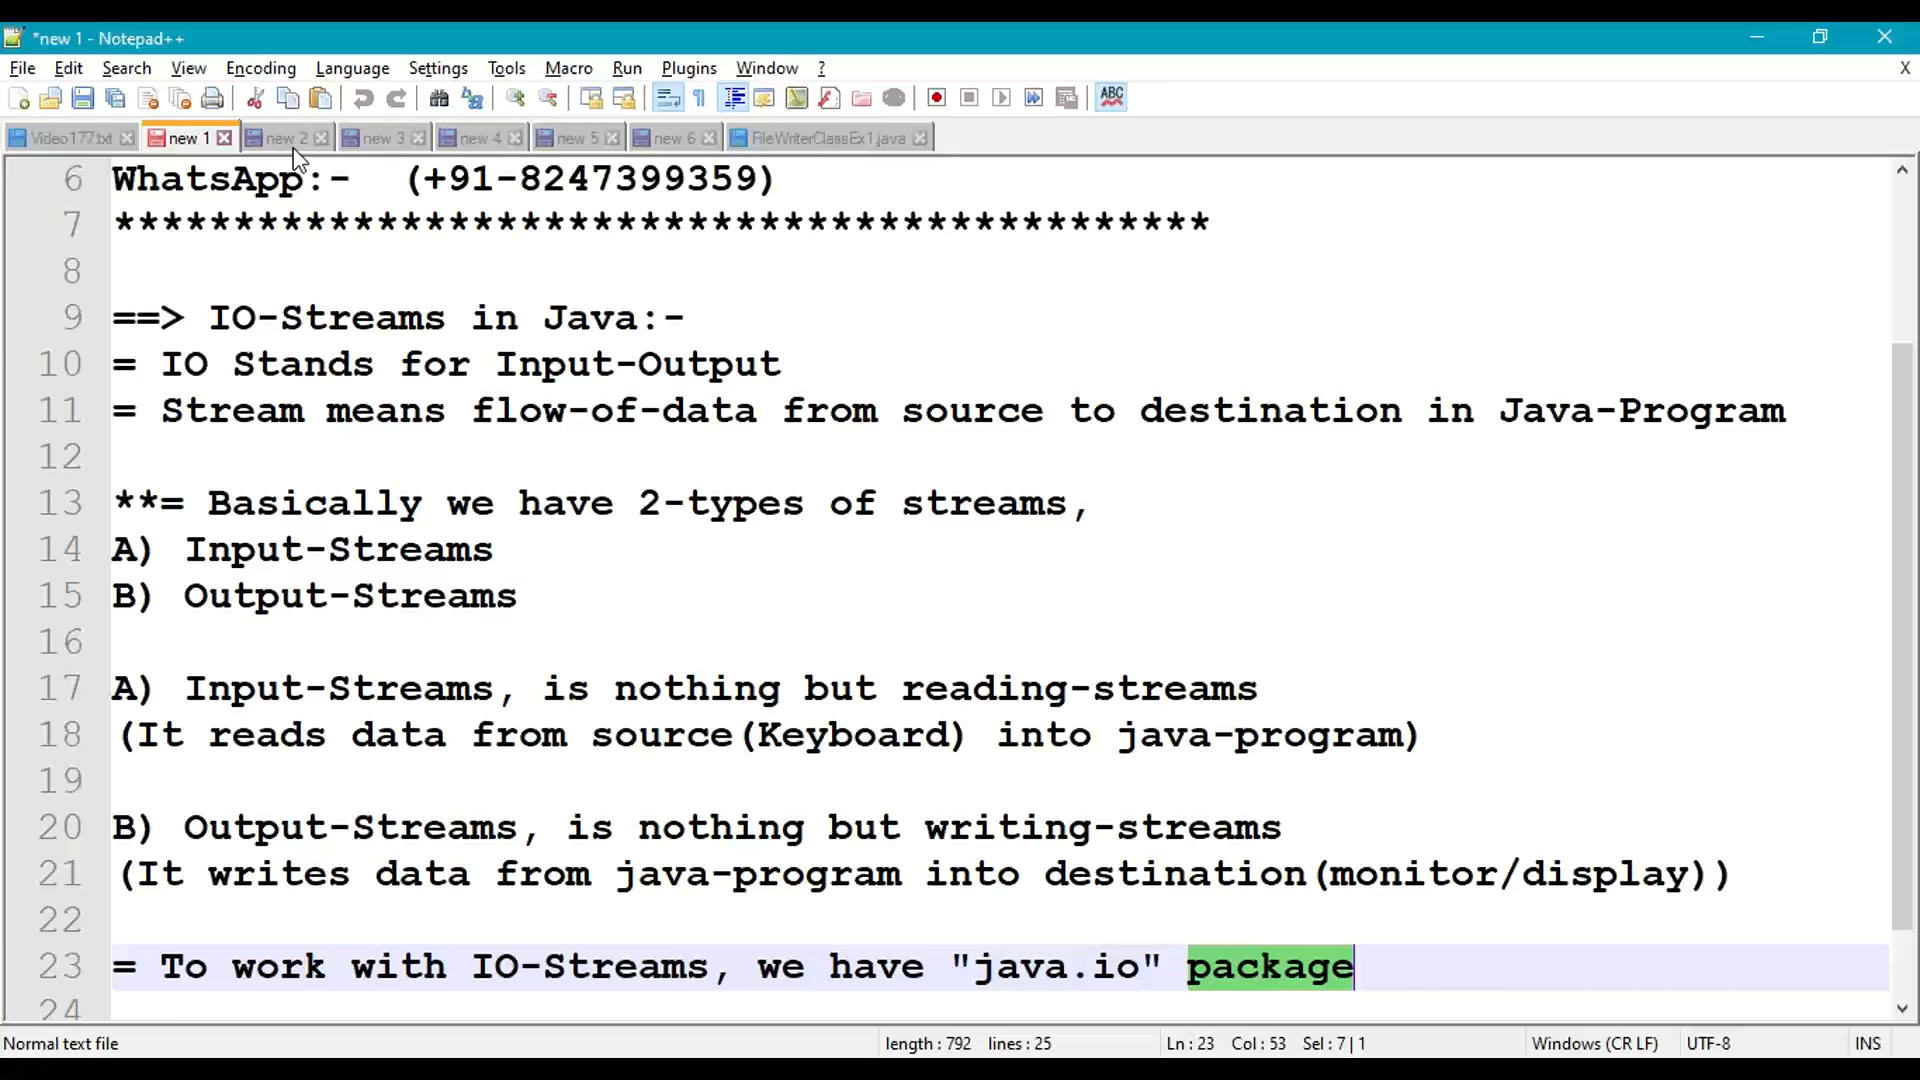 *new 1 - Notepad++
File Edit Search View Encoding Language Settings Tools Macro Run Plugins Window ? X
ABC
Video177.txt new 1 new 2 new 3 new 4 new 5 new 6 FileWriterClassEx1.java
6 WhatsApp:- (+91-8247399359)
7 **********************************************
8
9 ==> IO-Streams in Java:-
10 = IO Stands for Input-Output
11 = Stream means flow-of-data from source to destination in Java-Program
12
13 **= Basically we have 2-types of streams,
14 A) Input-Streams
15 B) Output-Streams
16
17 A) Input-Streams, is nothing but reading-streams
18 (It reads data from source(Keyboard) into java-program)
19
20 B) Output-Streams, is nothing but writing-streams
21 (It writes data from java-program into destination(monitor/display))
22
23 = To work with IO-Streams, we have "java.io" package
24
Normal text file length : 792 lines : 25 Ln : 23 Col : 53 Sel : 7 | 1 Windows (CR LF) UTF-8 INS